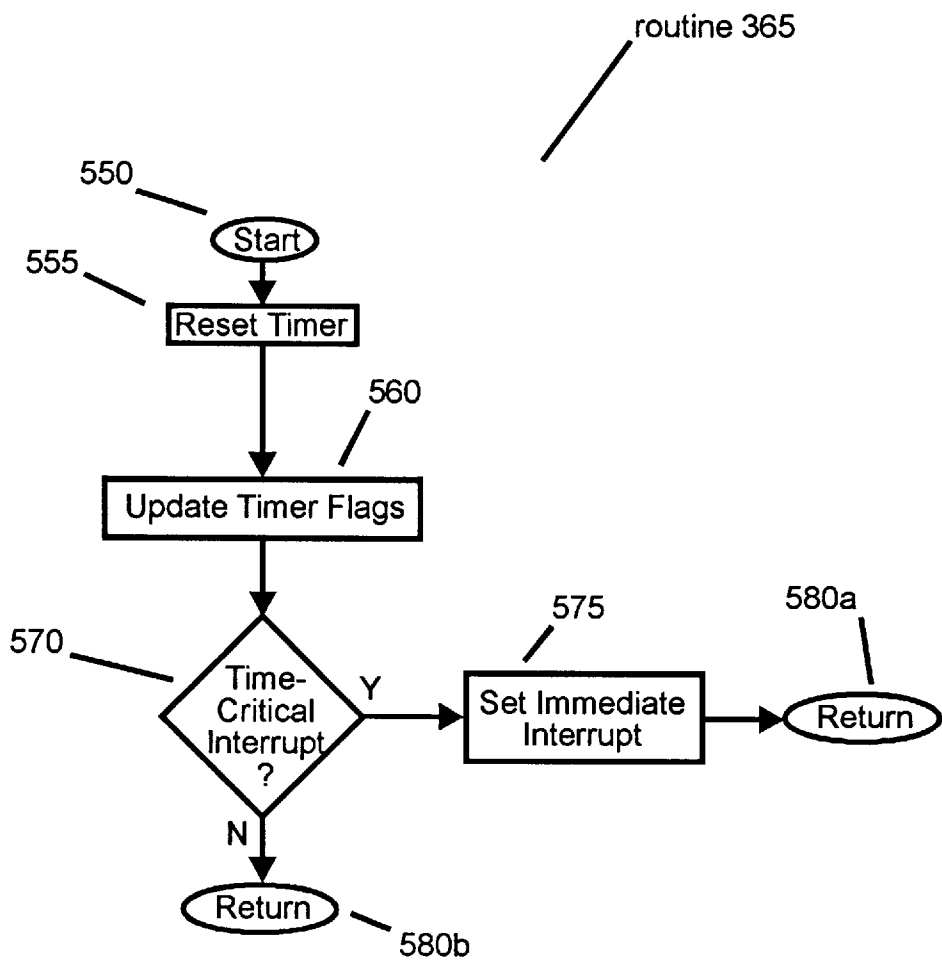 routine 365
550
Start
555
Reset Timer
560
Update Timer Flags
570
Time-
Critical
Interrupt
?
Y
575
Set Immediate
Interrupt
580a
Return
N
Return
580b